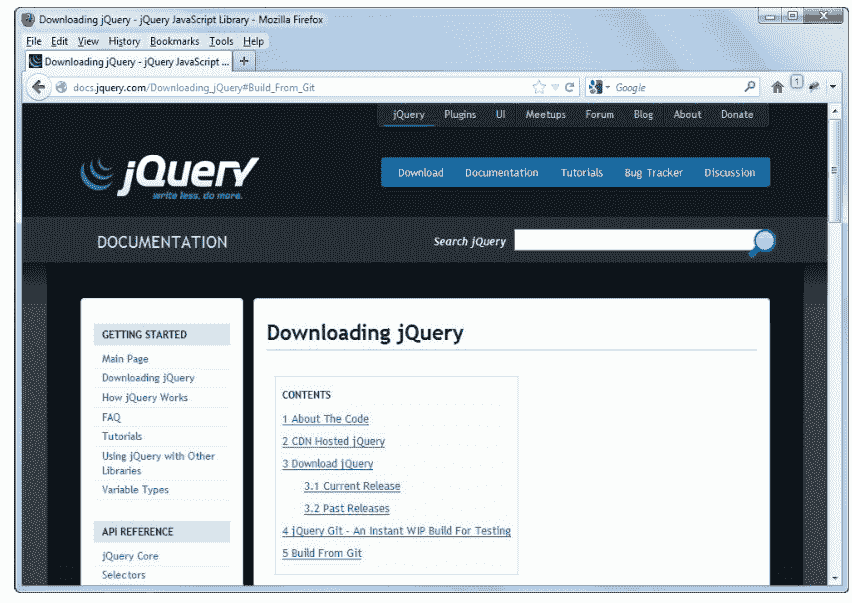 Downloading jQuery - jQuery JavaScript Library - Mozilla Firefox
File Edit View History Bookmarks Tools Help
Downloading jQuery - jQuery JavaScript ... +
docs.jquery.com/Downloading_jQuery#Build_From_Git Google 1
jQuery Plugins UI Meetups Forum Blog About Donate
jQuery
write less, do more.
Download Documentation Tutorials Bug Tracker Discussion
DOCUMENTATION
Search jQuery
GETTING STARTED
Main Page
Downloading jQuery
How jQuery Works
FAQ
Tutorials
Using jQuery with Other
Libraries
Variable Types
API REFERENCE
jQuery Core
Selectors
Downloading jQuery
CONTENTS
1 About The Code
2 CDN Hosted jQuery
3 Download jQuery
3.1 Current Release
3.2 Past Releases
4 jQuery Git - An Instant WIP Build For Testing
5 Build From Git